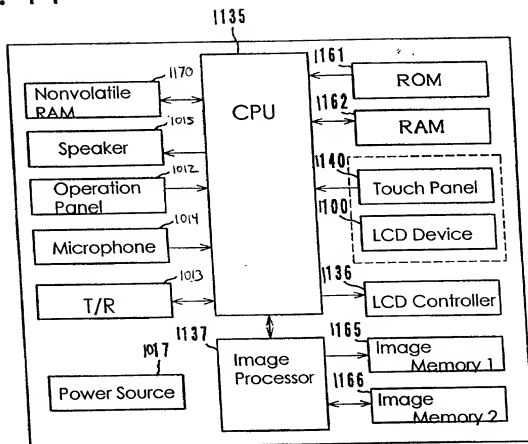 1135
1170
Nonvolatile
RAM
1015
Speaker
1012
Operation
Panel
1014
Microphone
1013
T/R
1017
Power Source
CPU
1137
Image
Processor
1161
ROM
1162
RAM
1140
Touch Panel
1100
LCD Device
1136
LCD Controller
1165
Image
Memory 1
1166
Image
Memory 2